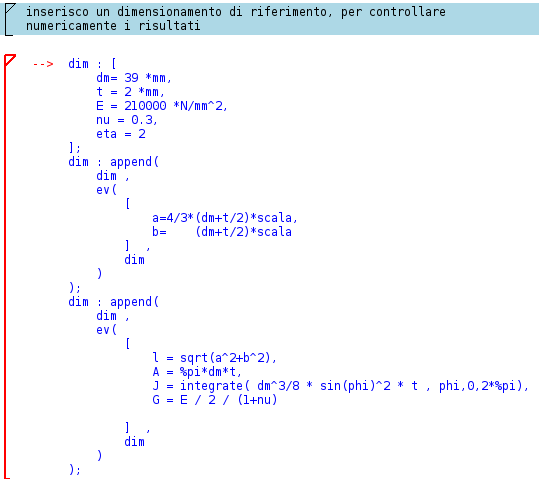 inserisco un dimensionamento di riferimento, per controllare
numericamente i risultati
--> dim : [
dm= 39 *mm,
t = 2 *mm,
E = 210000 *N/mm^2,
nu = 0.3,
eta = 2
];
dim : append(
dim ,
ev(
[
a=4/3*(dm+t/2)*scala,
b=    (dm+t/2)*scala
]  ,
dim
)
);
dim : append(
dim ,
ev(
[
l = sqrt(a^2+b^2),
A = %pi*dm*t,
J = integrate( dm^3/8 * sin(phi)^2 * t , phi,0,2*%pi),
G = E / 2 / (1+nu)
]  ,
dim
)
);